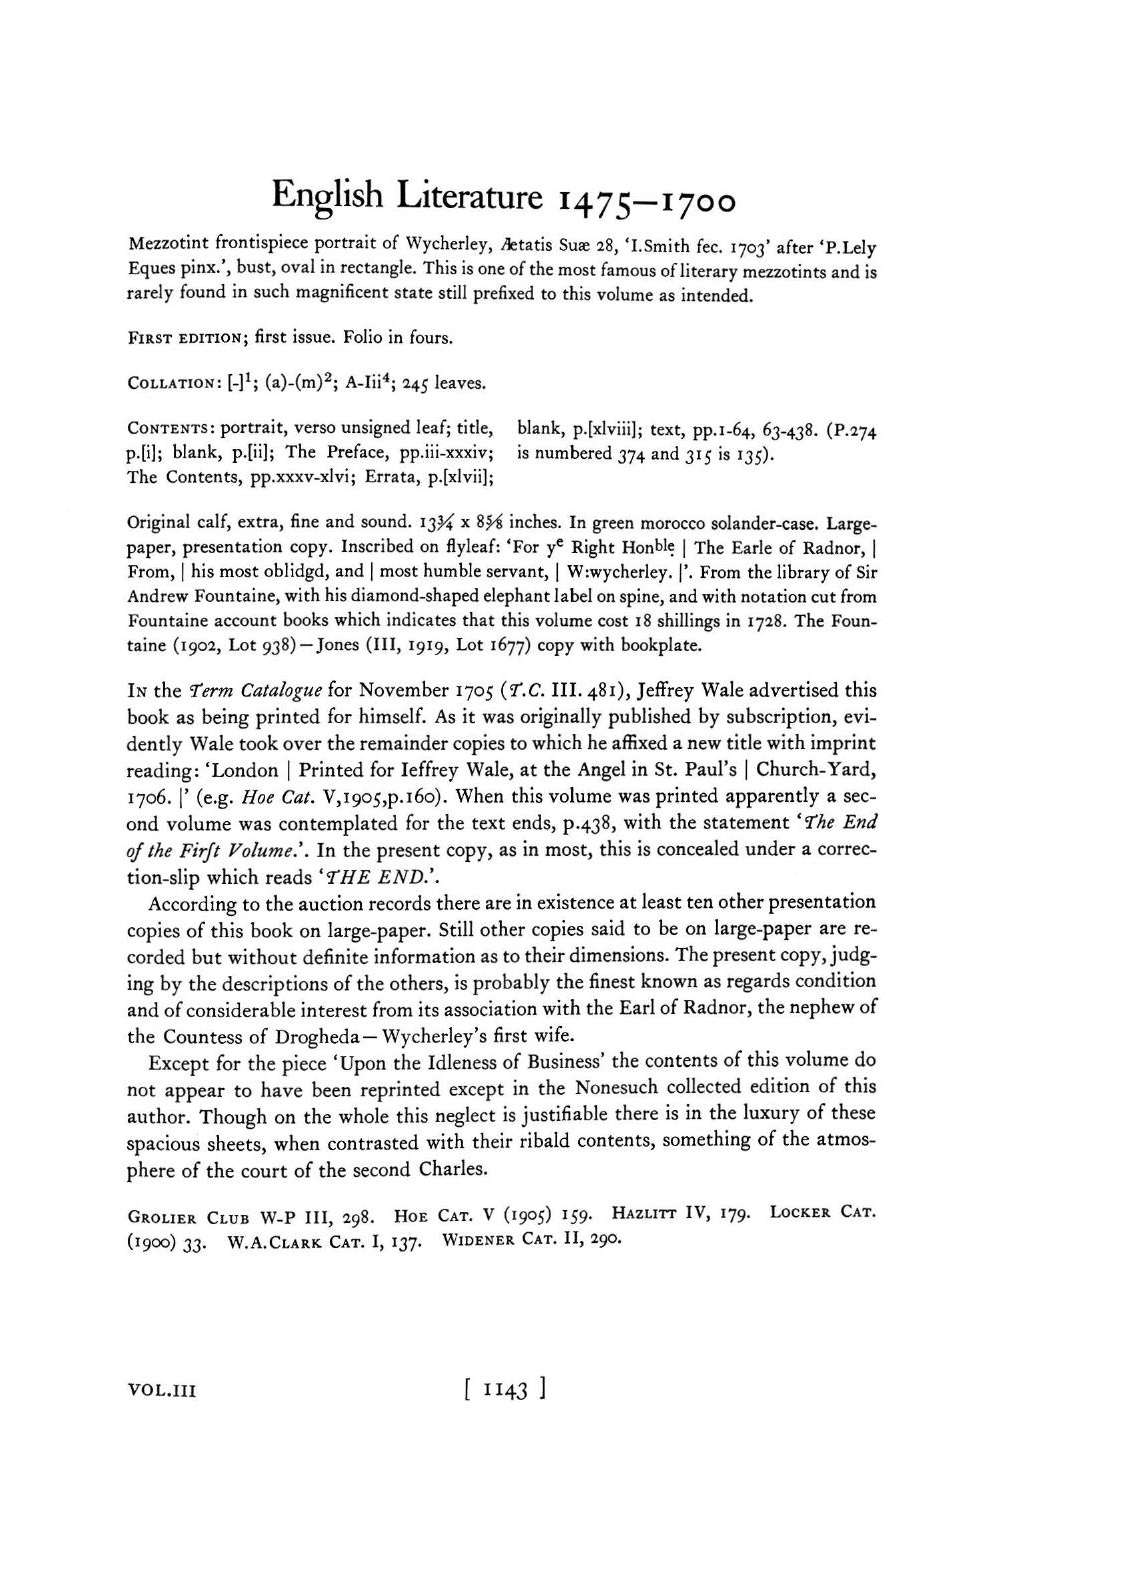 English Literature 1475—1700
Mezzotint frontispiece portrait of Wycherley, Ætatis Suæ 28, ‘I.Smith fec. 1703’ after ‘P.Lely
Eques pinx.’, bust, oval in rectangle. This is one of the most famous of literary mezzotints and is
rarely found in such magnificent state still prefixed to this volume as intended.
First edition; first issue. Folio in fours.
Collation: [-]¹; (a)-(m)²; A-Iii⁴; 245 leaves.
Contents: portrait, verso unsigned leaf; title,
p.[i]; blank, p.[ii]; The Preface, pp.iii-xxxiv;
The Contents, pp.xxxv-xlvi; Errata, p.[xlvii];
blank, p.[xlviii]; text, pp.1-64, 63-438. (P.274
is numbered 374 and 315 is 135).
Original calf, extra, fine and sound. 13¾ x 8⅝ inches. In green morocco solander-case. Large-
paper, presentation copy. Inscribed on flyleaf: ‘For yᵉ Right Honble | The Earle of Radnor, |
From, | his most oblidgd, and | most humble servant, | W:wycherley. |’. From the library of Sir
Andrew Fountaine, with his diamond-shaped elephant label on spine, and with notation cut from
Fountaine account books which indicates that this volume cost 18 shillings in 1728. The Foun-
taine (1902, Lot 938)—Jones (III, 1919, Lot 1677) copy with bookplate.
In the Term Catalogue for November 1705 (T.C. III. 481), Jeffrey Wale advertised this
book as being printed for himself. As it was originally published by subscription, evi-
dently Wale took over the remainder copies to which he affixed a new title with imprint
reading: ‘London | Printed for Ieffrey Wale, at the Angel in St. Paul’s | Church-Yard,
1706. |’ (e.g. Hoe Cat. V,1905,p.160). When this volume was printed apparently a sec-
ond volume was contemplated for the text ends, p.438, with the statement ‘The End
of the Firſt Volume.’. In the present copy, as in most, this is concealed under a correc-
tion-slip which reads ‘THE END.’.
According to the auction records there are in existence at least ten other presentation
copies of this book on large-paper. Still other copies said to be on large-paper are re-
corded but without definite information as to their dimensions. The present copy, judg-
ing by the descriptions of the others, is probably the finest known as regards condition
and of considerable interest from its association with the Earl of Radnor, the nephew of
the Countess of Drogheda—Wycherley’s first wife.
Except for the piece ‘Upon the Idleness of Business’ the contents of this volume do
not appear to have been reprinted except in the Nonesuch collected edition of this
author. Though on the whole this neglect is justifiable there is in the luxury of these
spacious sheets, when contrasted with their ribald contents, something of the atmos-
phere of the court of the second Charles.
Grolier Club W-P III, 298. Hoe Cat. V (1905) 159. Hazlitt IV, 179. Locker Cat.
(1900) 33. W.A.Clark Cat. I, 137. Widener Cat. II, 290.
VOL.III [ 1143 ]